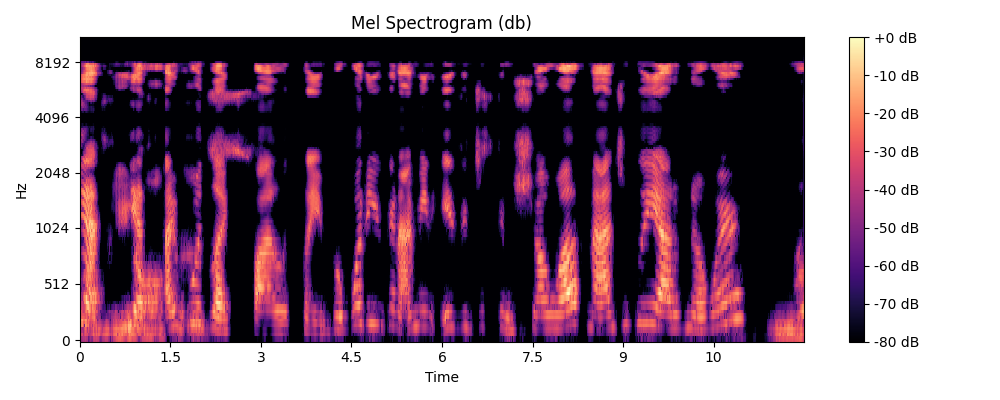 Mel Spectrogram (db)
Hz
8192
4096
2048
1024
512
0
0 1.5 3 4.5 6 7.5 9 10
Time
+0 dB
-10 dB
-20 dB
-30 dB
-40 dB
-50 dB
-60 dB
-70 dB
-80 dB